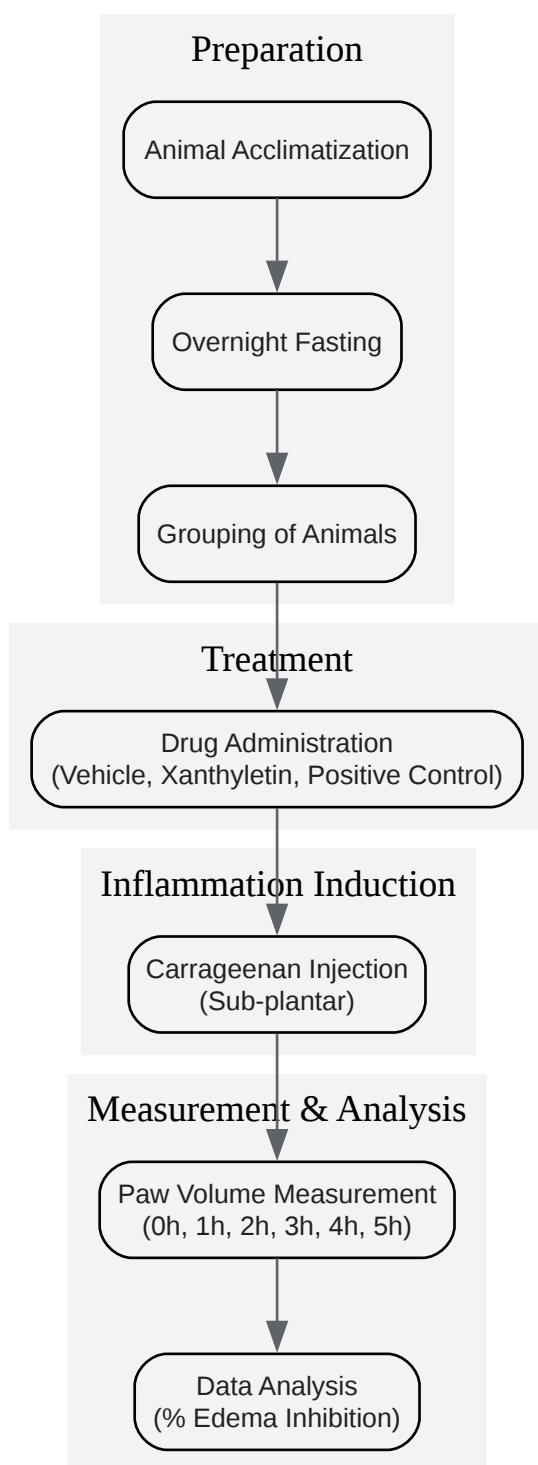 Preparation
Animal Acclimatization
Overnight Fasting
Grouping of Animals
Treatment
Drug Administration
(Vehicle, Xanthyletin, Positive Control)
Inflammation Induction
Carrageenan Injection
(Sub-plantar)
Measurement & Analysis
Paw Volume Measurement
(0h, 1h, 2h, 3h, 4h, 5h)
Data Analysis
(% Edema Inhibition)